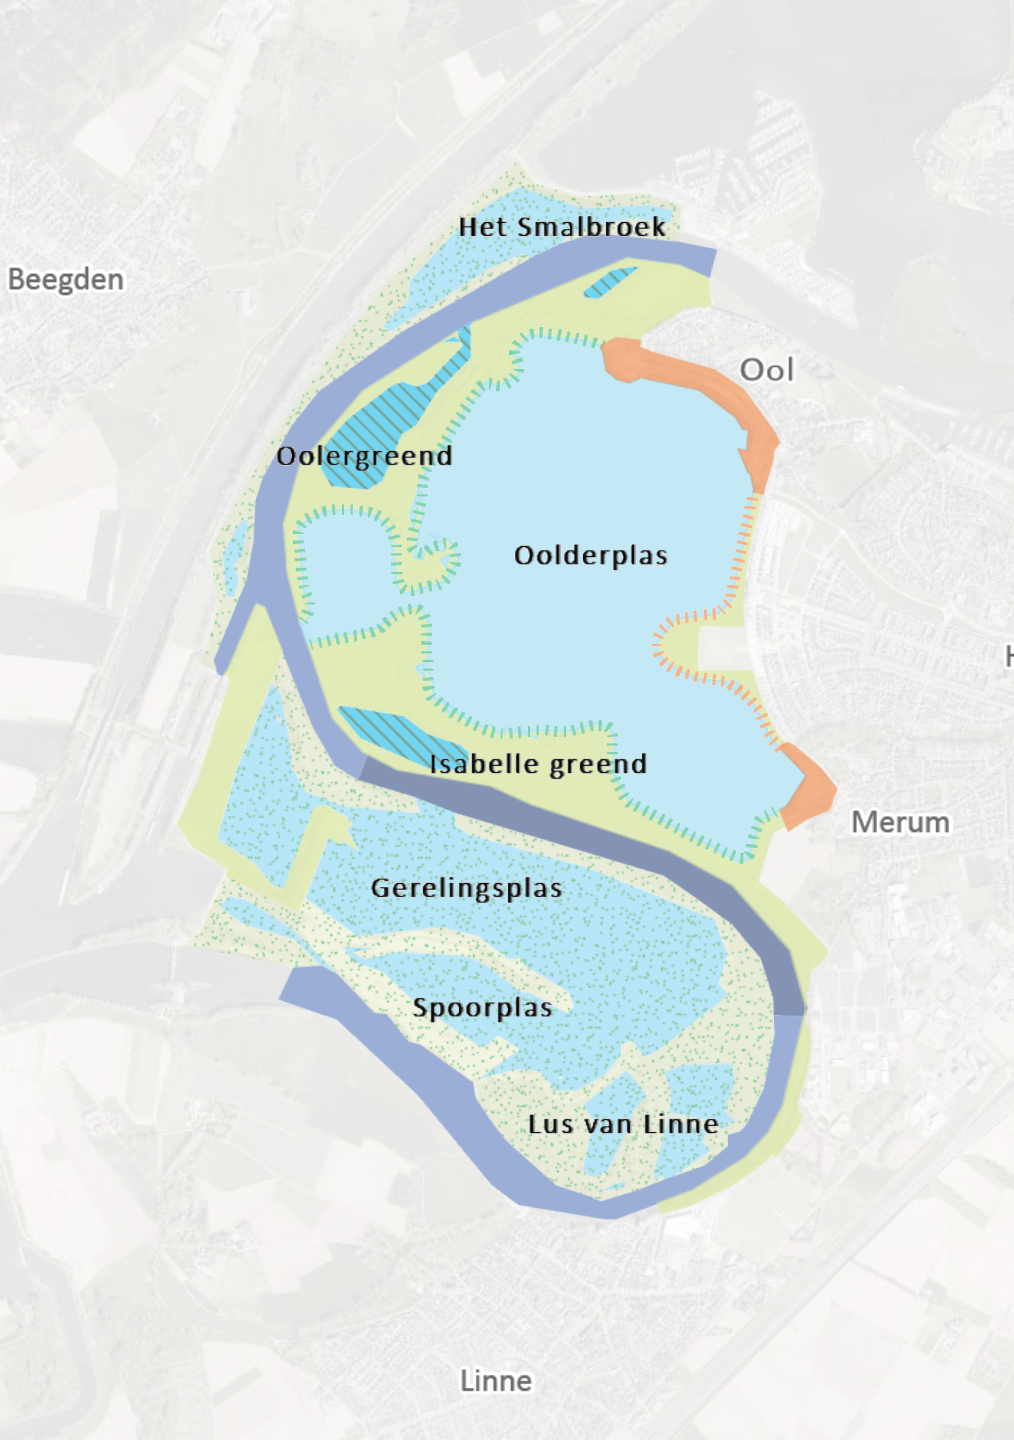 Het Smalbroek
Beegden
Ool
Oolergreend
Oolderplas
H
Isabelle greend
Merum
Gerelingsplas
Spoorplas
Lus van Linne
Linne